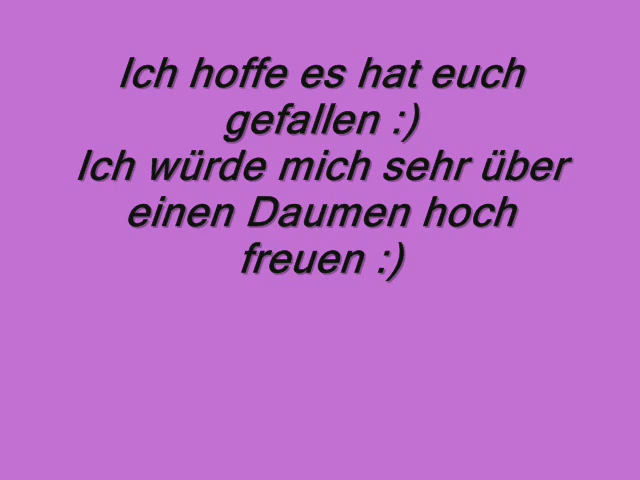 Ich hoffe es hat euch
gefallen :)
Ich würde mich sehr über
einen Daumen hoch
freuen :)